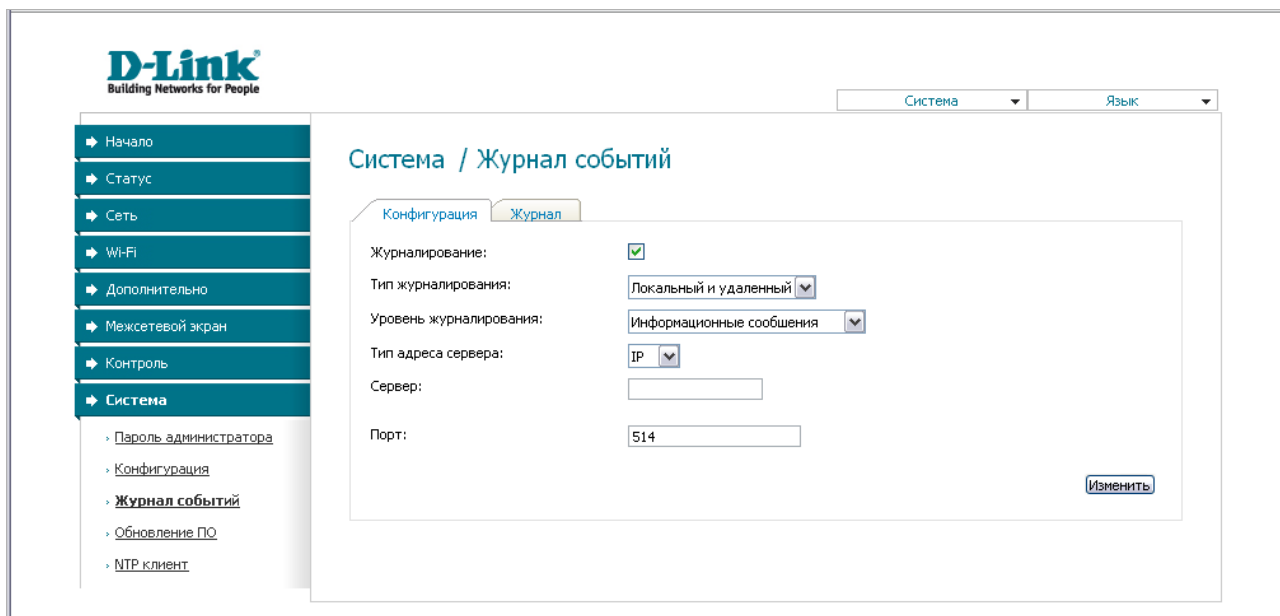 D-Link
Building Networks for People
Система
Язык
Начало
Статус
Сеть
Wi-Fi
Дополнительно
Межсетевой экран
Контроль
Система
Пароль администратора
Конфигурация
Журнал событий
Обновление ПО
NTP клиент
Система / Журнал событий
Конфигурация
Журнал
Журналирование:
Тип журналирования: Локальный и удаленный
Уровень журналирования: Информационные сообшения
Тип адреса сервера: IP
Сервер:
Порт: 514
Изменить